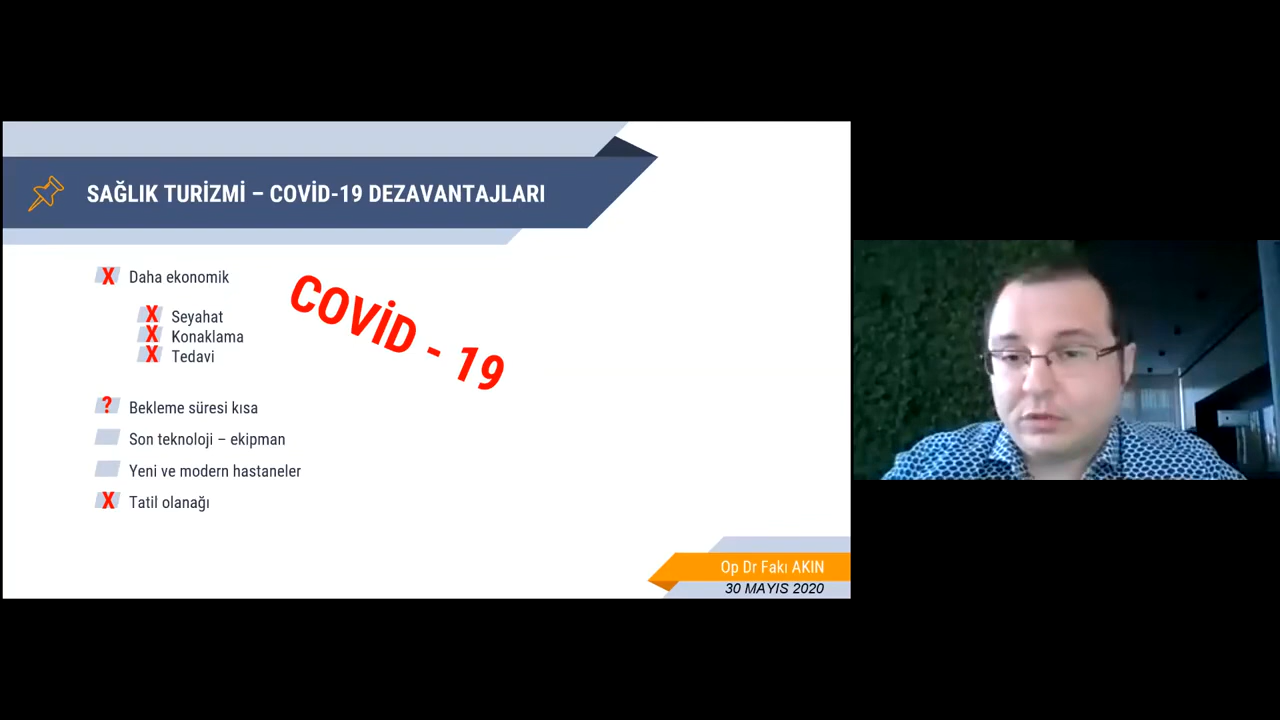 SAĞLIK TURİZMİ – COVİD-19 DEZAVANTAJLARI
X Daha ekonomik
X Seyahat
X Konaklama
X Tedavi
COVİD - 19
? Bekleme süresi kısa
Son teknoloji – ekipman
Yeni ve modern hastaneler
X Tatil olanağı
Op Dr Fakı AKIN
30 MAYIS 2020